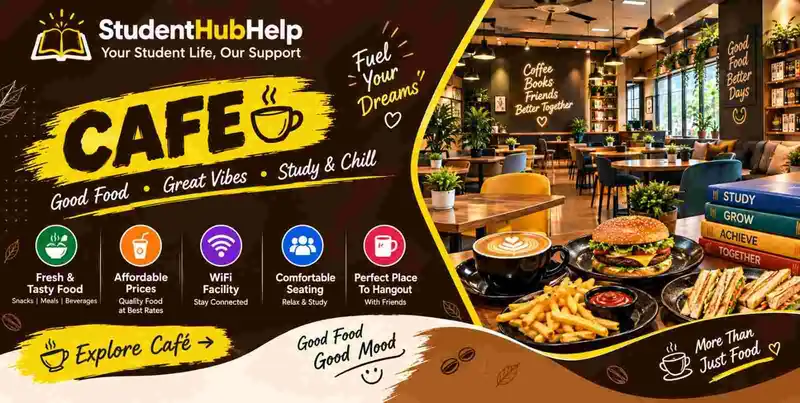 StudentHubHelp
Your Student Life, Our Support
Fuel
Your
Dreams
CAFE
Good Food • Great Vibes • Study & Chill
Fresh &
Tasty Food
Snacks | Meals | Beverages
Affordable
Prices
Quality Food
at Best Rates
WiFi
Facility
Stay Connected
Comfortable
Seating
Relax & Study
Perfect Place
To Hangout
With Friends
Explore Café →
Good Food
Good Mood
Coffee
Books
Friends
Better Together
Good
Food
Better
Days
STUDY
GROW
ACHIEVE
TOGETHER
More Than
Just Food